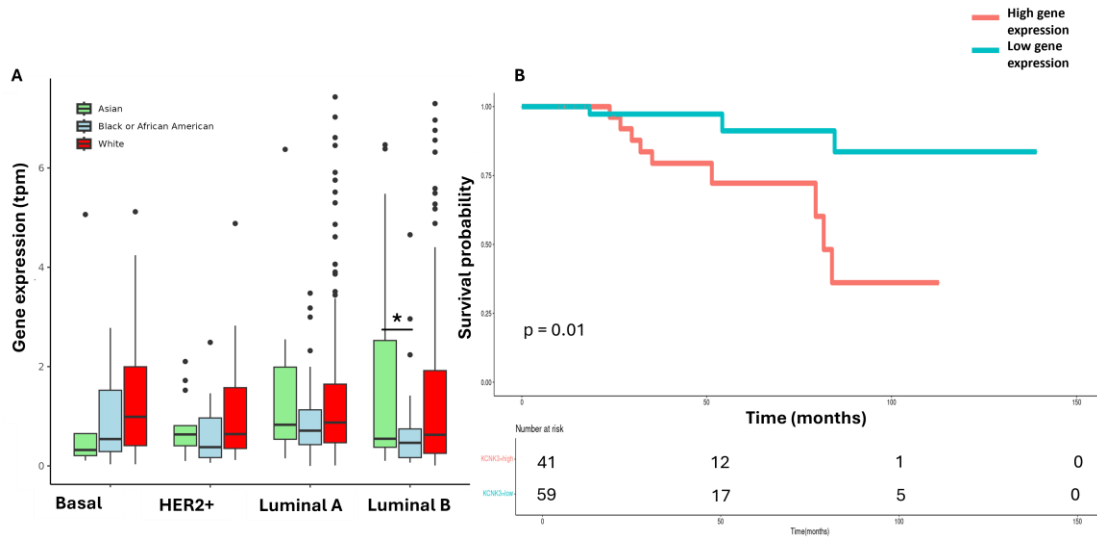 High gene
expression
Low gene
expression
A
B
Asian
Black or African American
White
Gene expression (tpm)
6
4
2
0
*
Basal
HER2+
Luminal A
Luminal B
Survival probability
1.00
0.75
0.50
0.25
0.00
p = 0.01
0
50
100
150
Time (months)
Number at risk
KCNK3=high
41
12
1
0
KCNK3=low
59
17
5
0
0
50
100
150
Time(months)